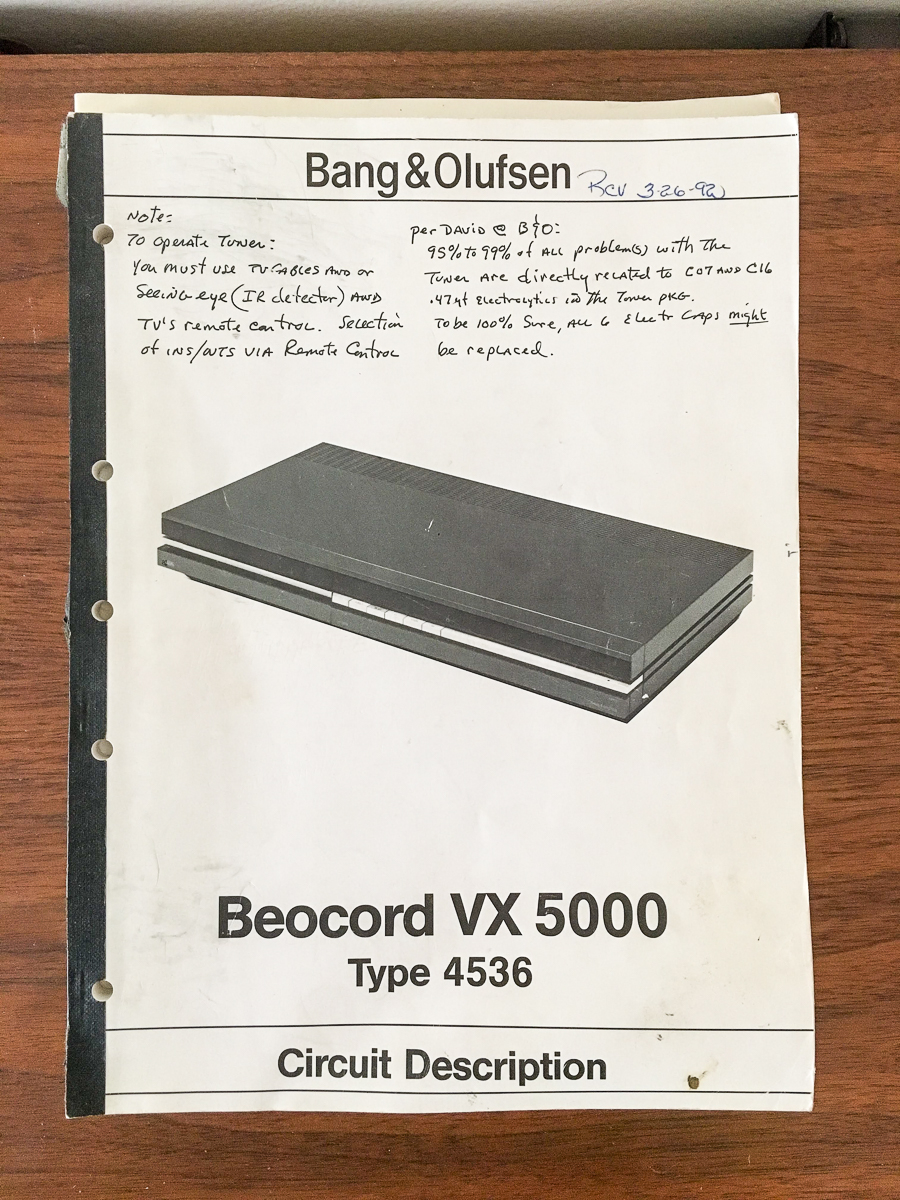 Bang&Olufsen
Rcv 3-26-92
Note:
To Operate Tuner:
You must use TV CABLES AND or
Seeing-eye (IR detector) AND
TV's remote control. Selection
of INS/OUTS VIA Remote Control
per DAVID @ B&O:
95% to 99% of ALL problem(s) with The
Tuner ARE directly related to C07 AND C16
.47µf Electrolytics in The Tuner PKG.
To be 100% Sure, ALL 6 Electr CAPS might
be replaced.
Beocord VX 5000
Type 4536
Circuit Description